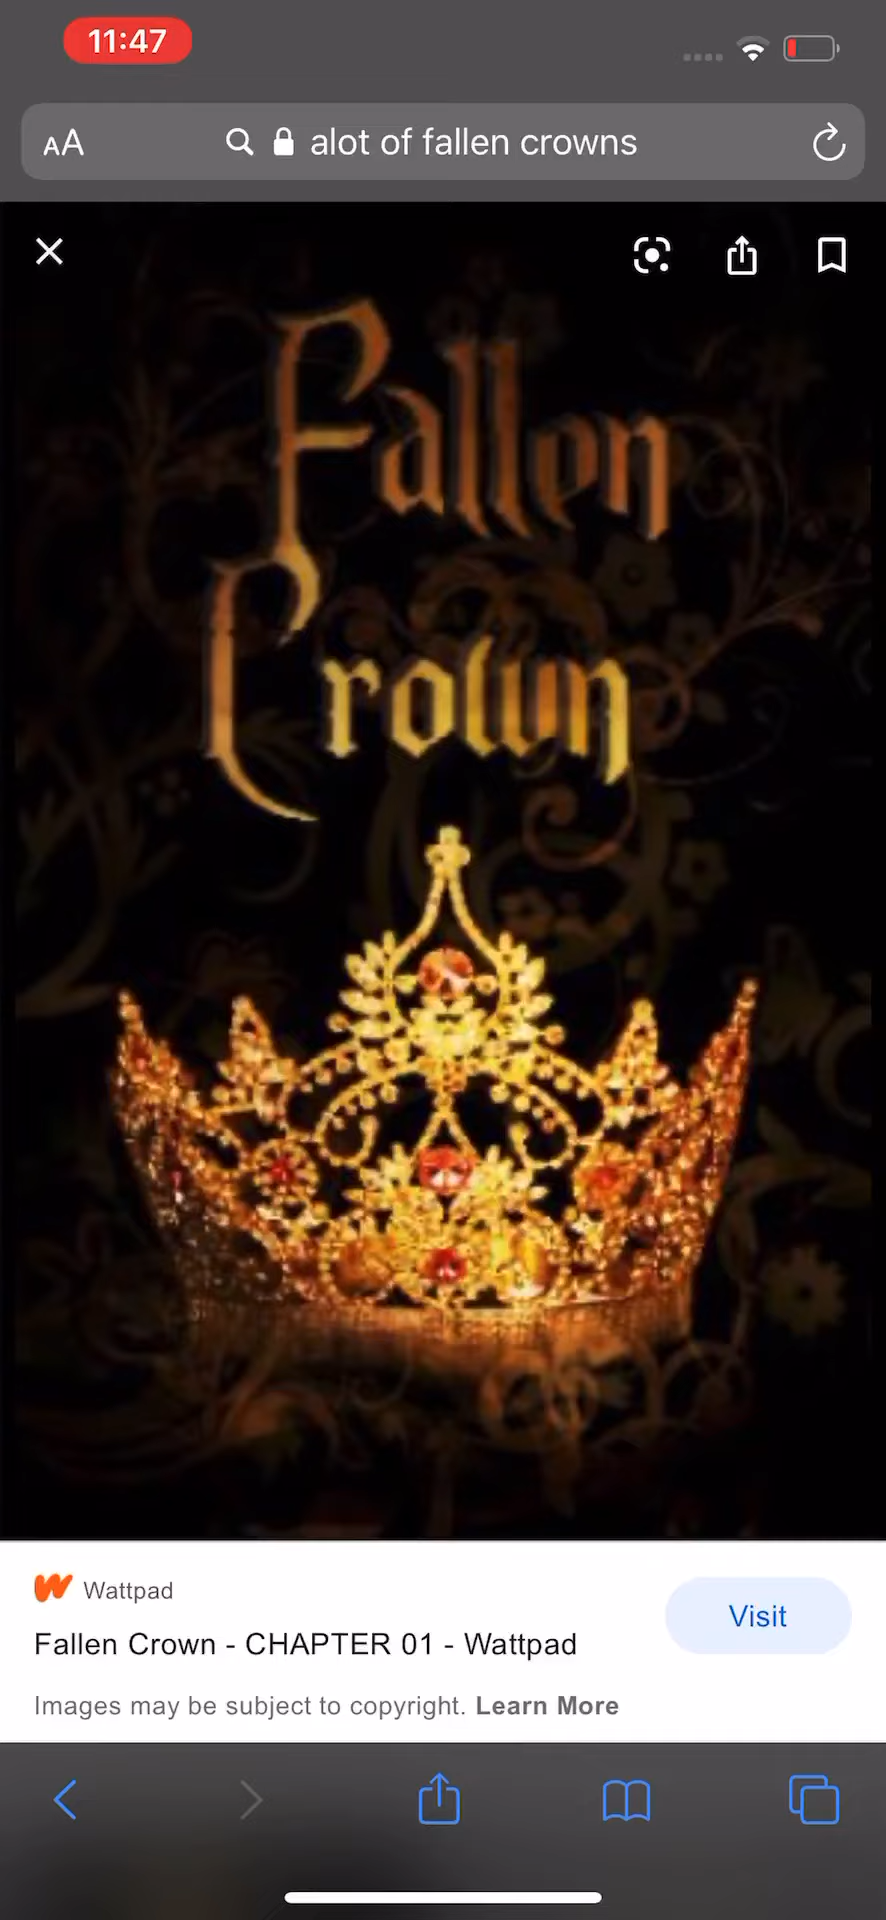 11:47
AA
alot of fallen crowns
Fallen
Crown
Wattpad
Fallen Crown - CHAPTER 01 - Wattpad
Visit
Images may be subject to copyright. Learn More